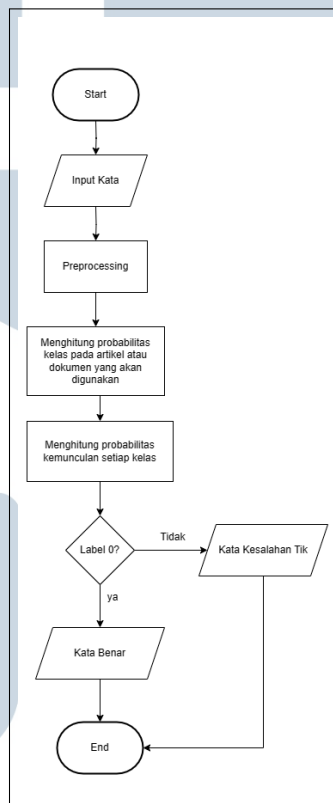 Start
Input Kata
Preprocessing
Menghitung probabilitas
kelas pada artikel atau
dokumen yang akan
digunakan
Menghitung probabilitas
kemunculan setiap kelas
Label 0?
Tidak
Kata Kesalahan Tik
ya
Kata Benar
End